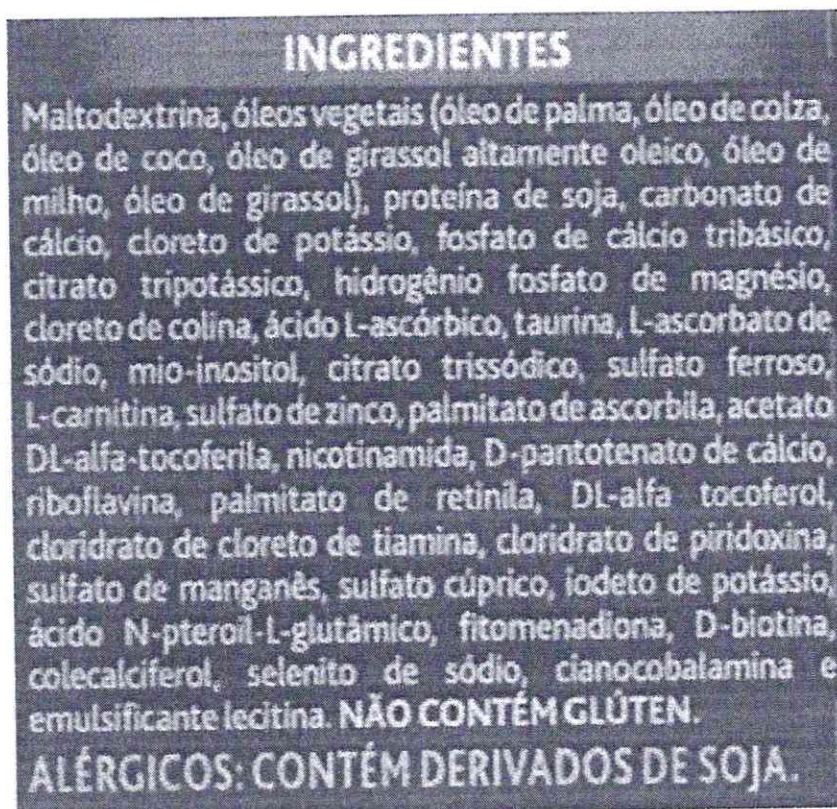 INGREDIENTES
Maltodextrina, óleos vegetais (óleo de palma, óleo de colza,
óleo de coco, óleo de girassol altamente oleico, óleo de
milho, óleo de girassol), proteína de soja, carbonato de
cálcio, cloreto de potássio, fosfato de cálcio tribásico,
citrato tripotássico, hidrogênio fosfato de magnésio,
cloreto de colina, ácido L-ascórbico, taurina, L-ascorbato de
sódio, mio-inositol, citrato trissódico, sulfato ferroso,
L-carnitina, sulfato de zinco, palmitato de ascorbila, acetato
DL-alfa-tocoferila, nicotinamida, D-pantotenato de cálcio,
riboflavina, palmitato de retinila, DL-alfa tocoferol
cloridrato de cloreto de tiamina, cloridrato de piridoxina,
sulfato de manganês, sulfato cúprico, iodeto de potássio,
ácido N-pteroil-L-glutâmico, fitomenadiona, D-biotina,
colecalciferol, selenito de sódio, cianocobalamina e
emulsificante lecitina. NÃO CONTÉM GLÚTEN.
ALÉRGICOS: CONTÉM DERIVADOS DE SOJA.